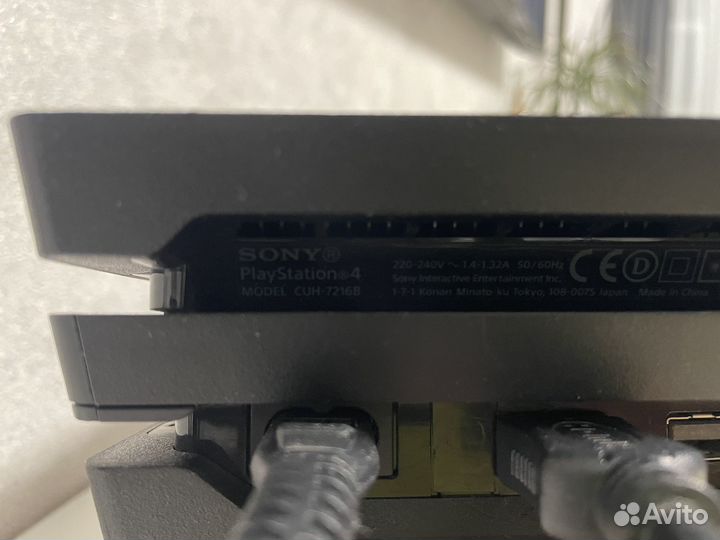 SONY®
PlayStation®4
MODEL CUH-7216B
220-240V ~ 1.4-1.32A 50/60Hz
Sony Interactive Entertainment Inc.
1-7-1 Konan Minato-ku Tokyo, 108-0075 Japan Made in China
CE D
Avito